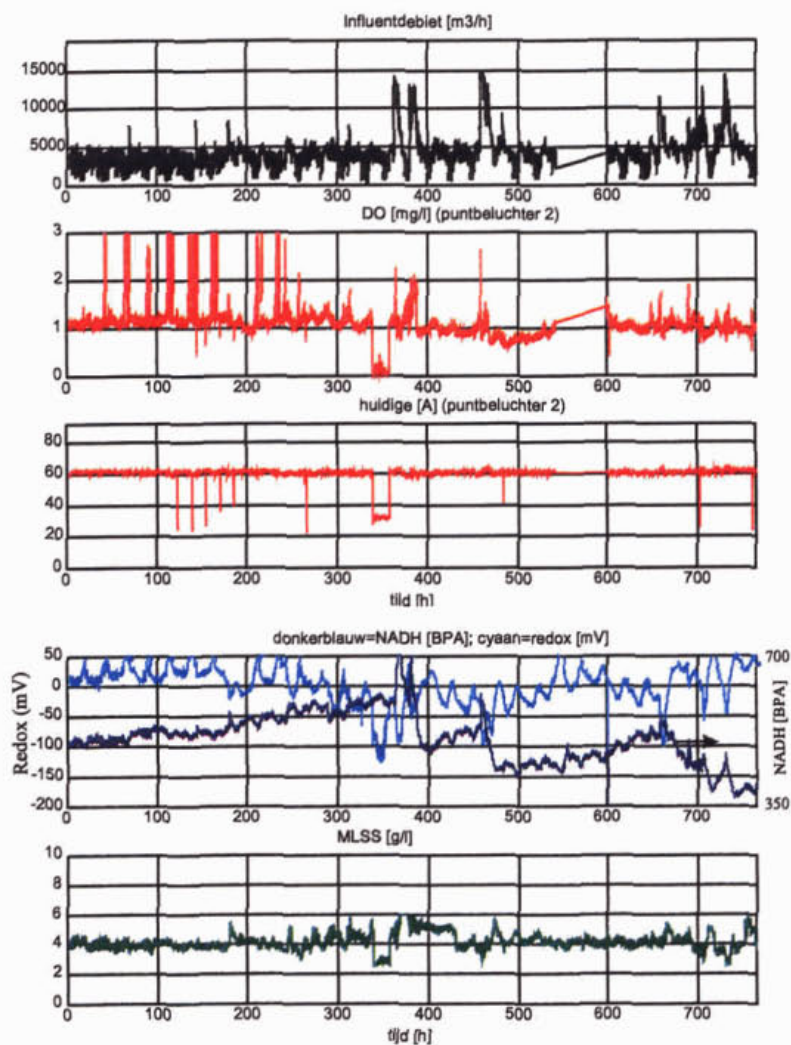 Influentdebiet [m3/h]
15000
10000
5000
0
0 100 200 300 400 500 600 700
DO [mg/l] (puntbeluchter 2)
3
2
1
0
0 100 200 300 400 500 600 700
huidige [A] (puntbeluchter 2)
80
60
40
20
0
0 100 200 300 400 500 600 700
tijd [h]
donkerblauw=NADH [BPA]; cyaan=redox [mV]
Redox (mV)
50
0
-50
-100
-150
-200
700
NADH [BPA]
350
0 100 200 300 400 500 600 700
MLSS [g/l]
10
8
6
4
2
0
0 100 200 300 400 500 600 700
tijd [h]